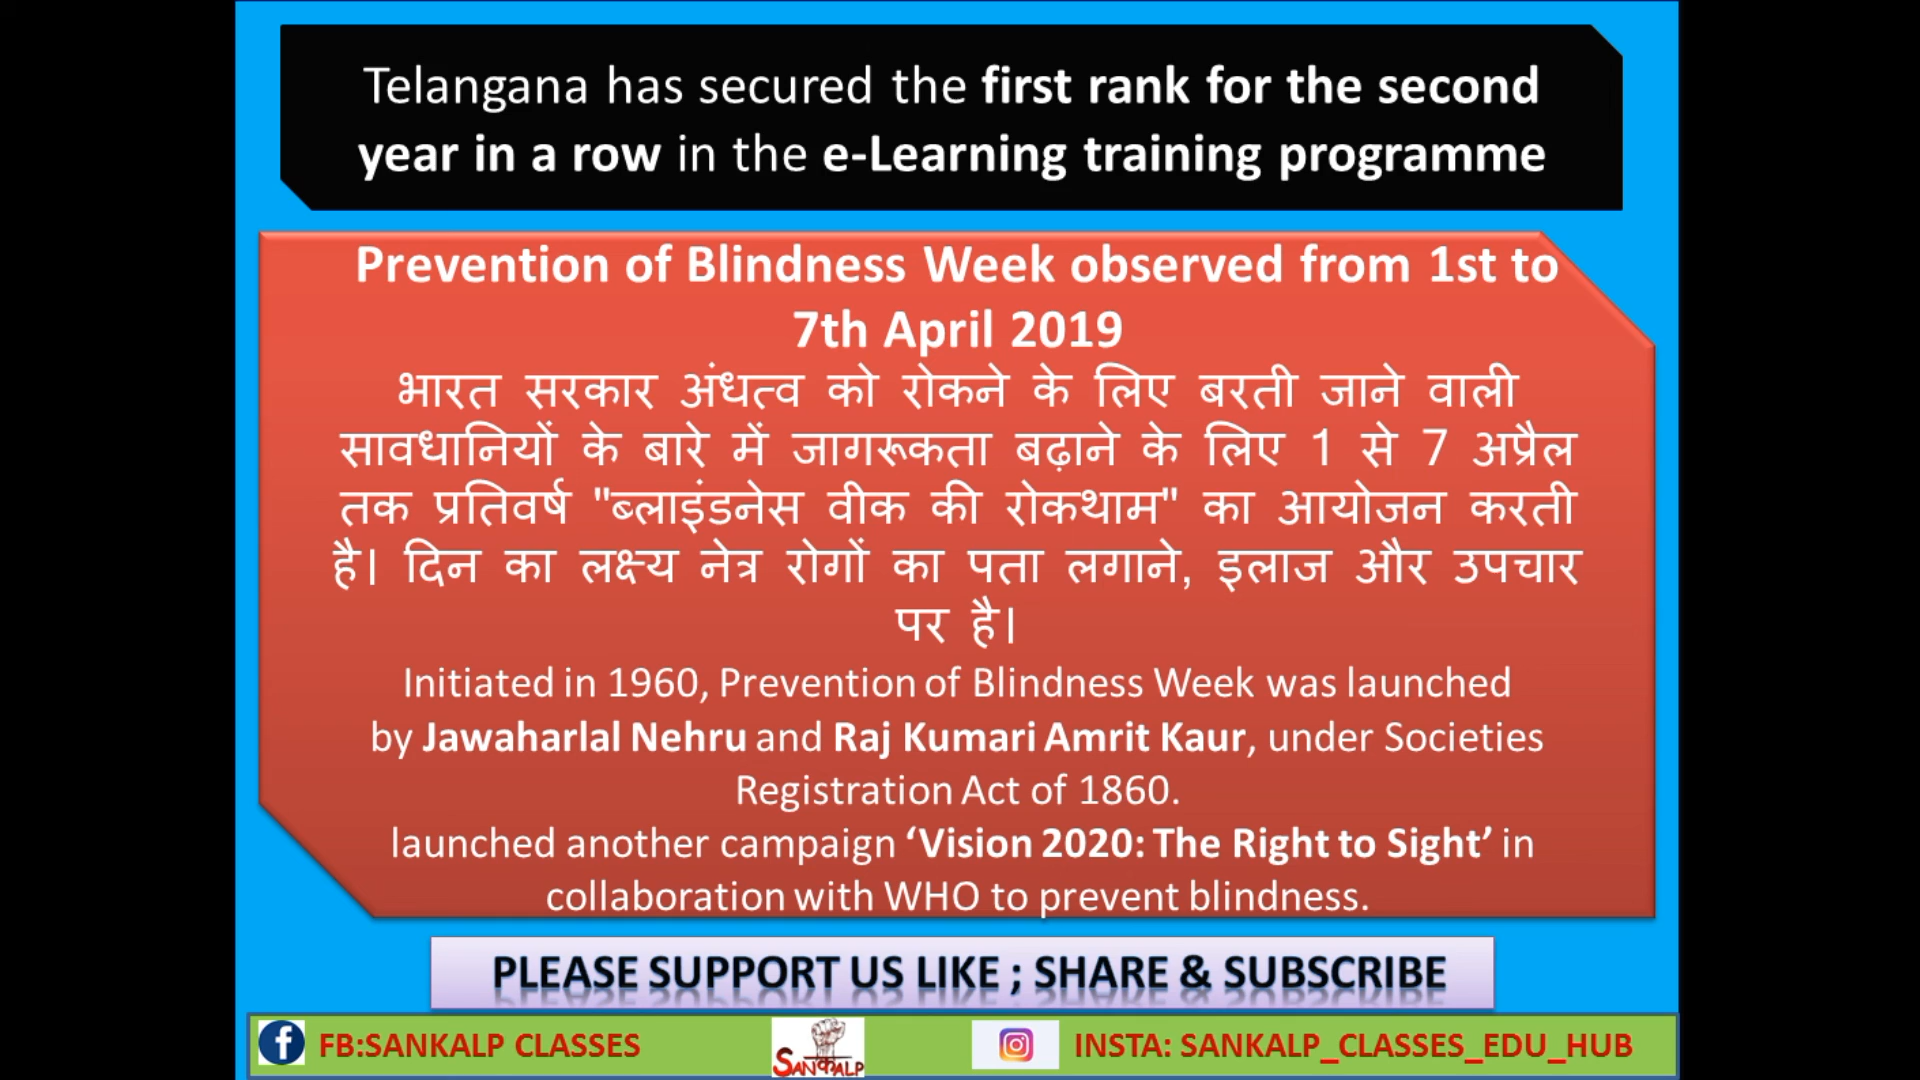 Telangana has secured the first rank for the second
year in a row in the e-Learning training programme
Prevention of Blindness Week observed from 1st to
7th April 2019
भारत सरकार अंधत्व को रोकने के लिए बरती जाने वाली
सावधानियों के बारे में जागरूकता बढ़ाने के लिए 1 से 7 अप्रैल
तक प्रतिवर्ष "ब्लाइंडनेस वीक की रोकथाम" का आयोजन करती
है। दिन का लक्ष्य नेत्र रोगों का पता लगाने, इलाज और उपचार
पर है।
Initiated in 1960, Prevention of Blindness Week was launched
by Jawaharlal Nehru and Raj Kumari Amrit Kaur, under Societies
Registration Act of 1860.
launched another campaign ‘Vision 2020: The Right to Sight’ in
collaboration with WHO to prevent blindness.
PLEASE SUPPORT US LIKE ; SHARE & SUBSCRIBE
FB:SANKALP CLASSES
SANकALP
INSTA: SANKALP_CLASSES_EDU_HUB